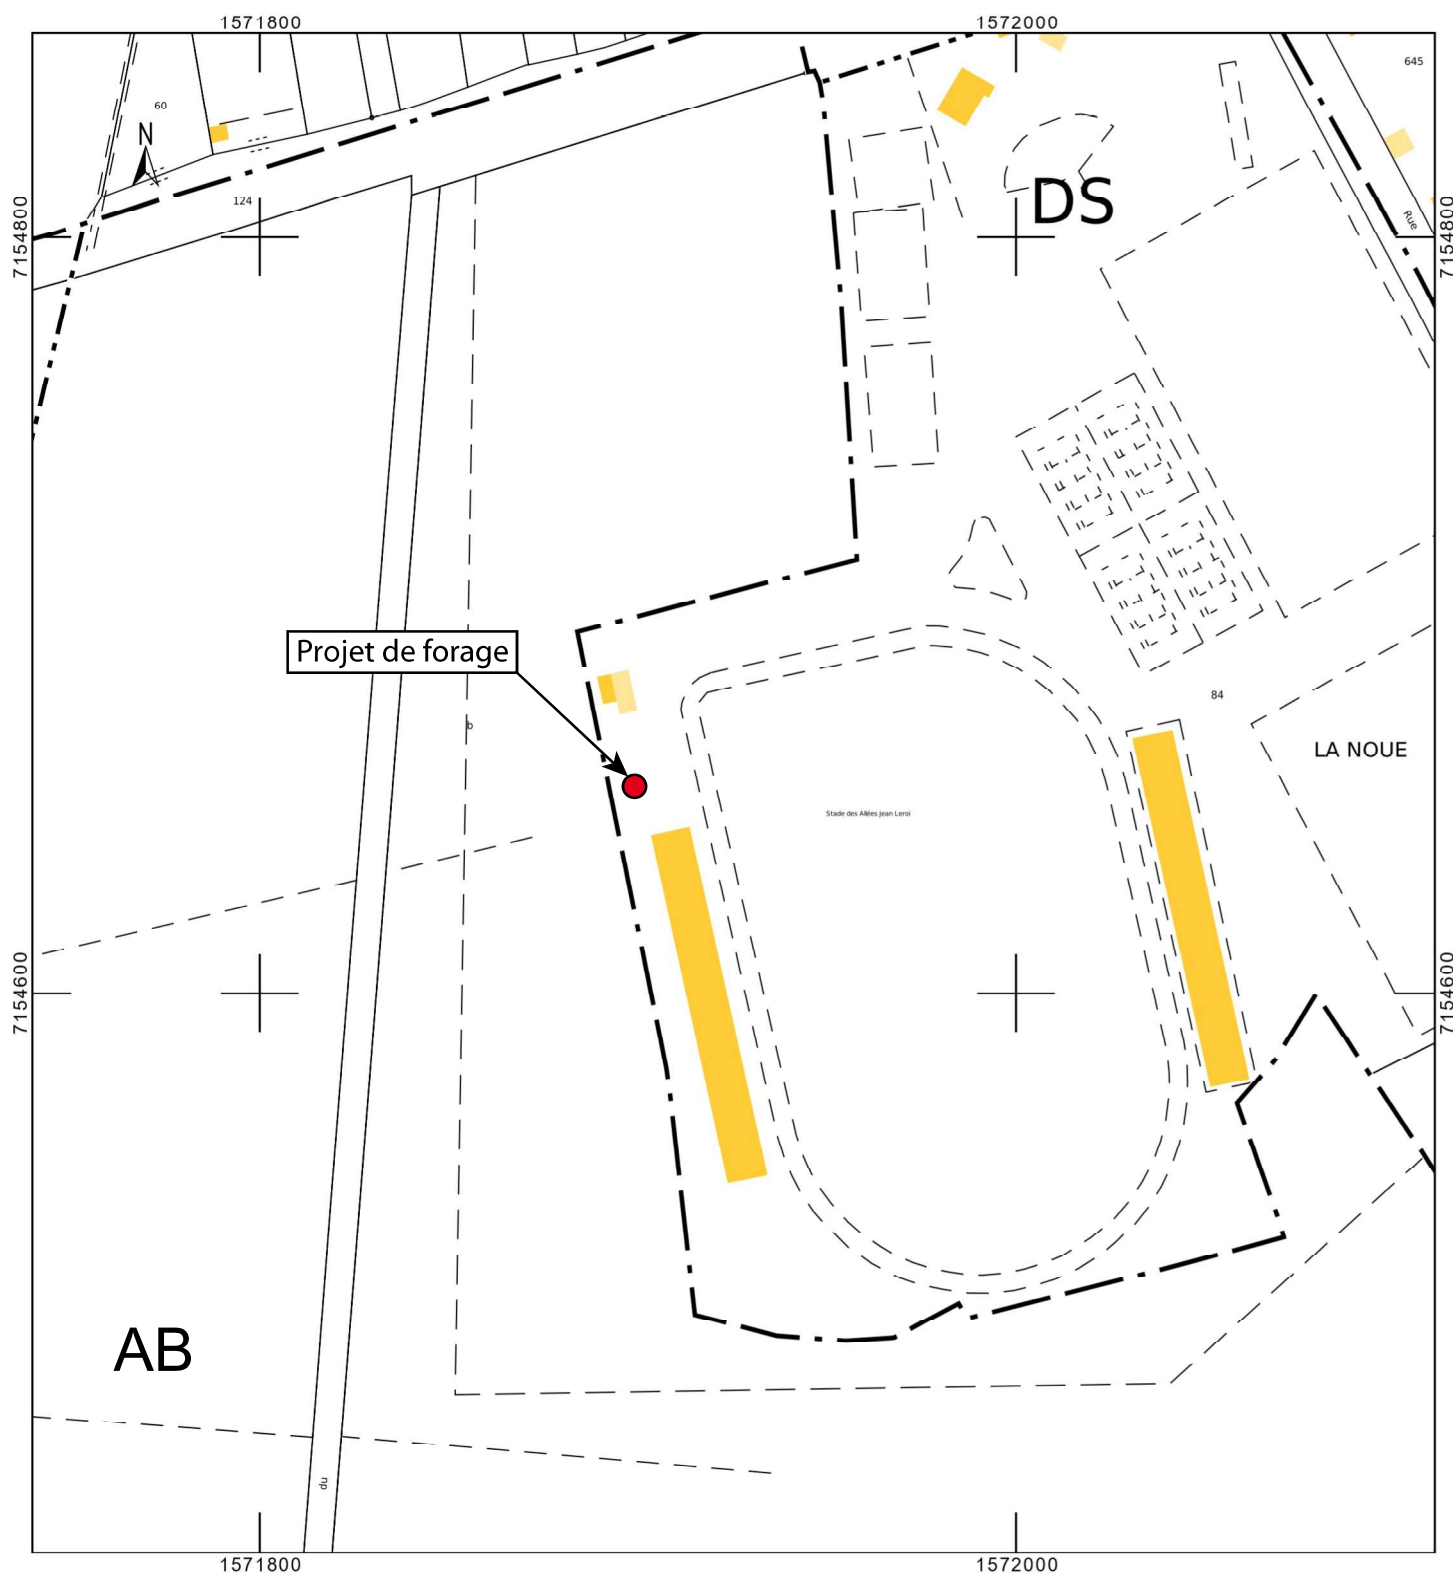 1571800
1572000
645
60
N
124
DS
7154800
7154800
Rue
Projet de forage
84
b
LA NOUE
Stade des Allées Jean Leroi
7154600
7154600
AB
du
1571800
1572000